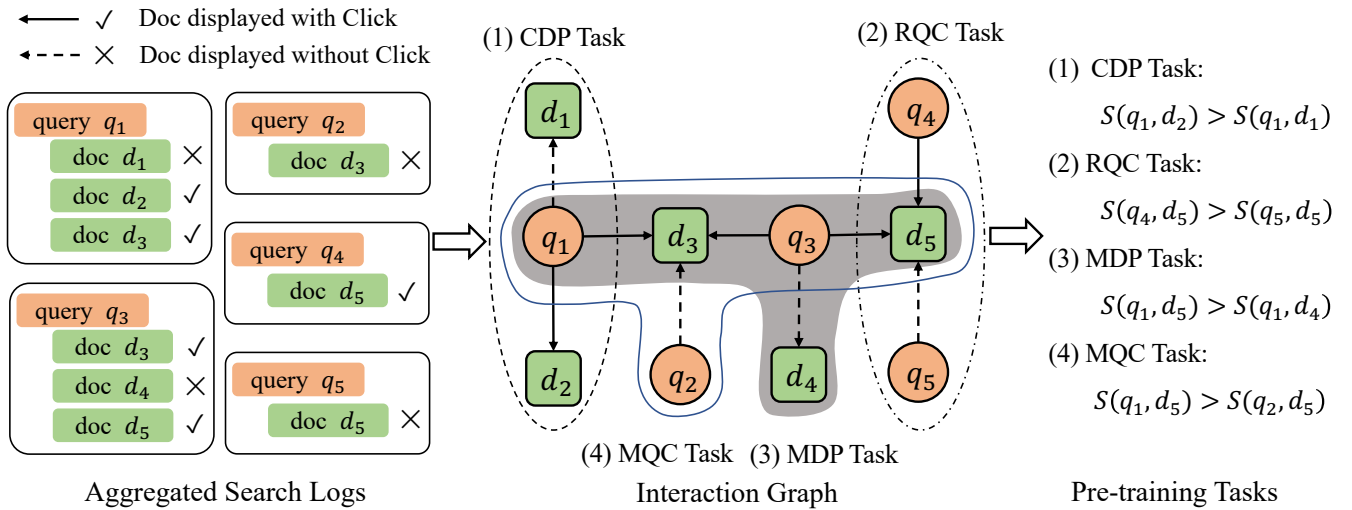 ✓ Doc displayed with Click
× Doc displayed without Click
query q₁
doc d₁ ×
doc d₂ ✓
doc d₃ ✓
query q₂
doc d₃ ×
query q₄
doc d₅ ✓
query q₃
doc d₃ ✓
doc d₄ ×
doc d₅ ✓
query q₅
doc d₅ ×
Aggregated Search Logs
(1) CDP Task
(2) RQC Task
d₁
q₄
q₁
d₃
q₃
d₅
d₂
q₂
d₄
q₅
(4) MQC Task
(3) MDP Task
Interaction Graph
(1) CDP Task:
S(q₁, d₂) > S(q₁, d₁)
(2) RQC Task:
S(q₄, d₅) > S(q₅, d₅)
(3) MDP Task:
S(q₁, d₅) > S(q₁, d₄)
(4) MQC Task:
S(q₁, d₅) > S(q₂, d₅)
Pre-training Tasks